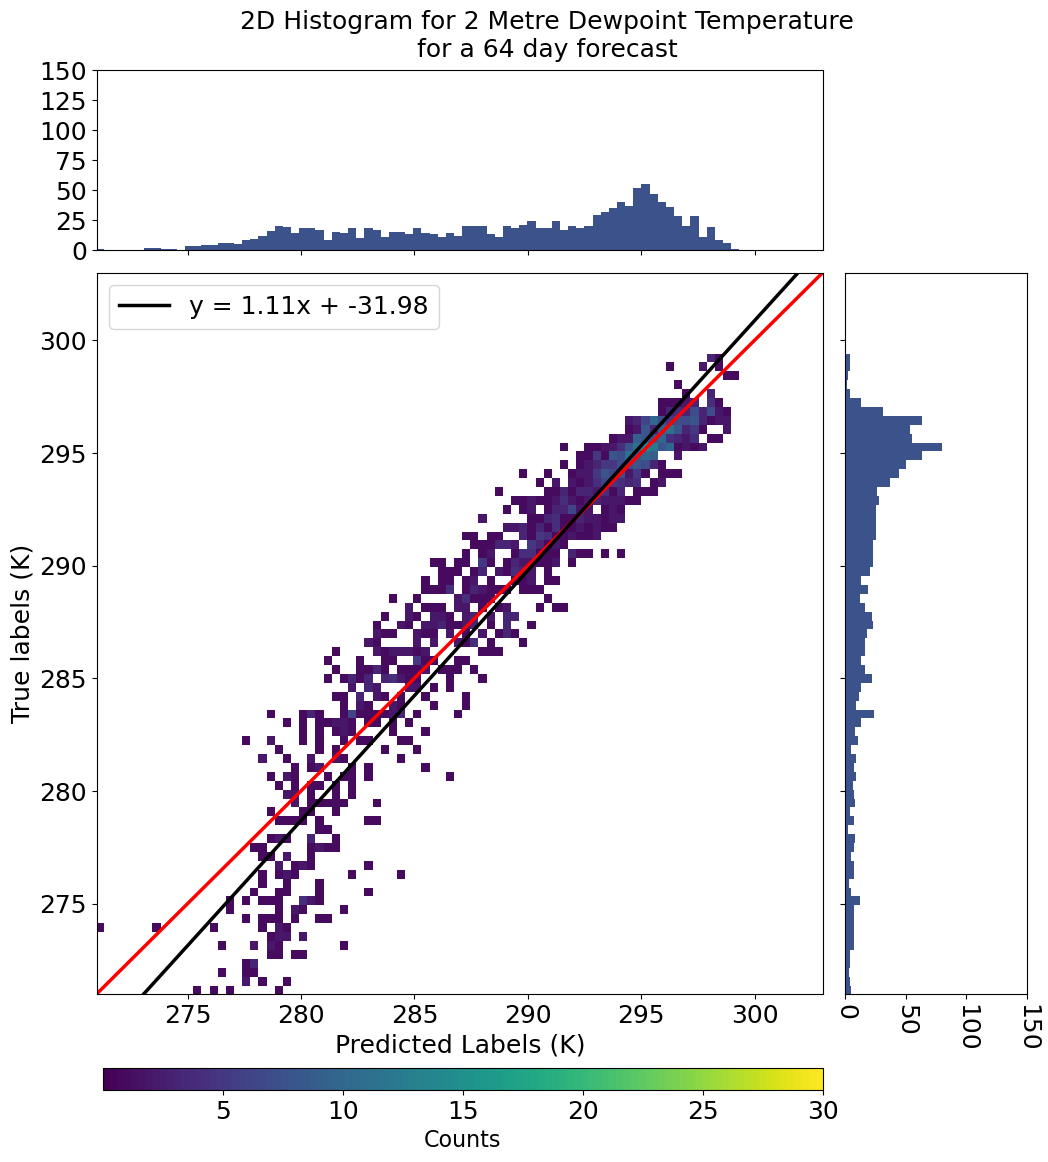 2D Histogram for 2 Metre Dewpoint Temperature
for a 64 day forecast
150
125
100
75
50
25
0
y = 1.11x + -31.98
300
295
290
285
280
275
True labels (K)
275 280 285 290 295 300
Predicted Labels (K)
0 50 100 150
5 10 15 20 25 30
Counts